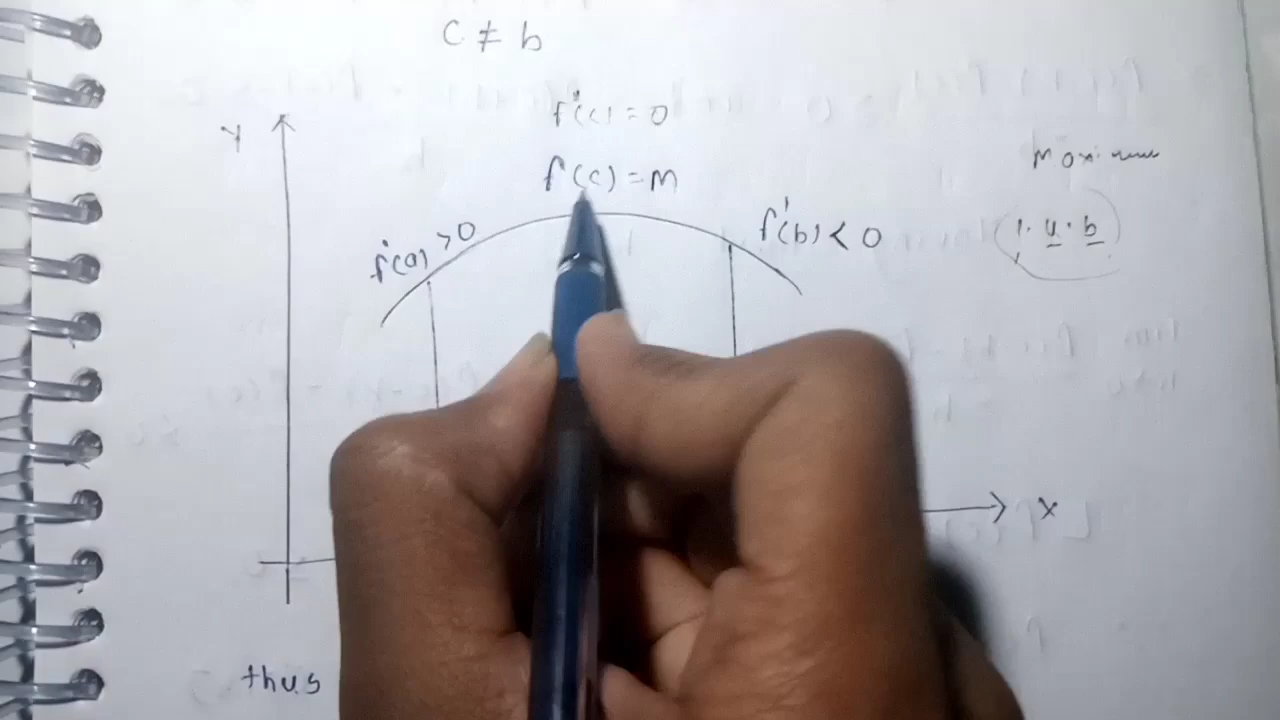 C ≠ b
f'(c) = 0
Y
f(c) = M
Maximum
f'(a) > 0
f'(b) < 0
l. u. b
X
thus